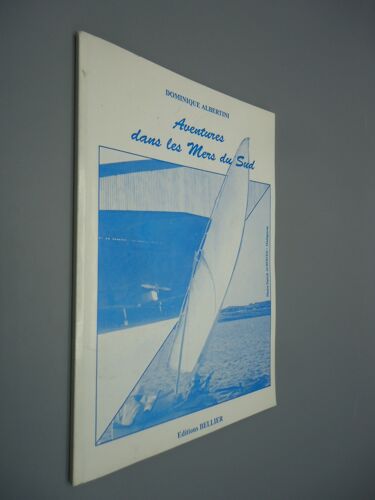 DOMINIQUE ALBERTINI
Aventures
dans les Mers du Sud
Editions BELLIER